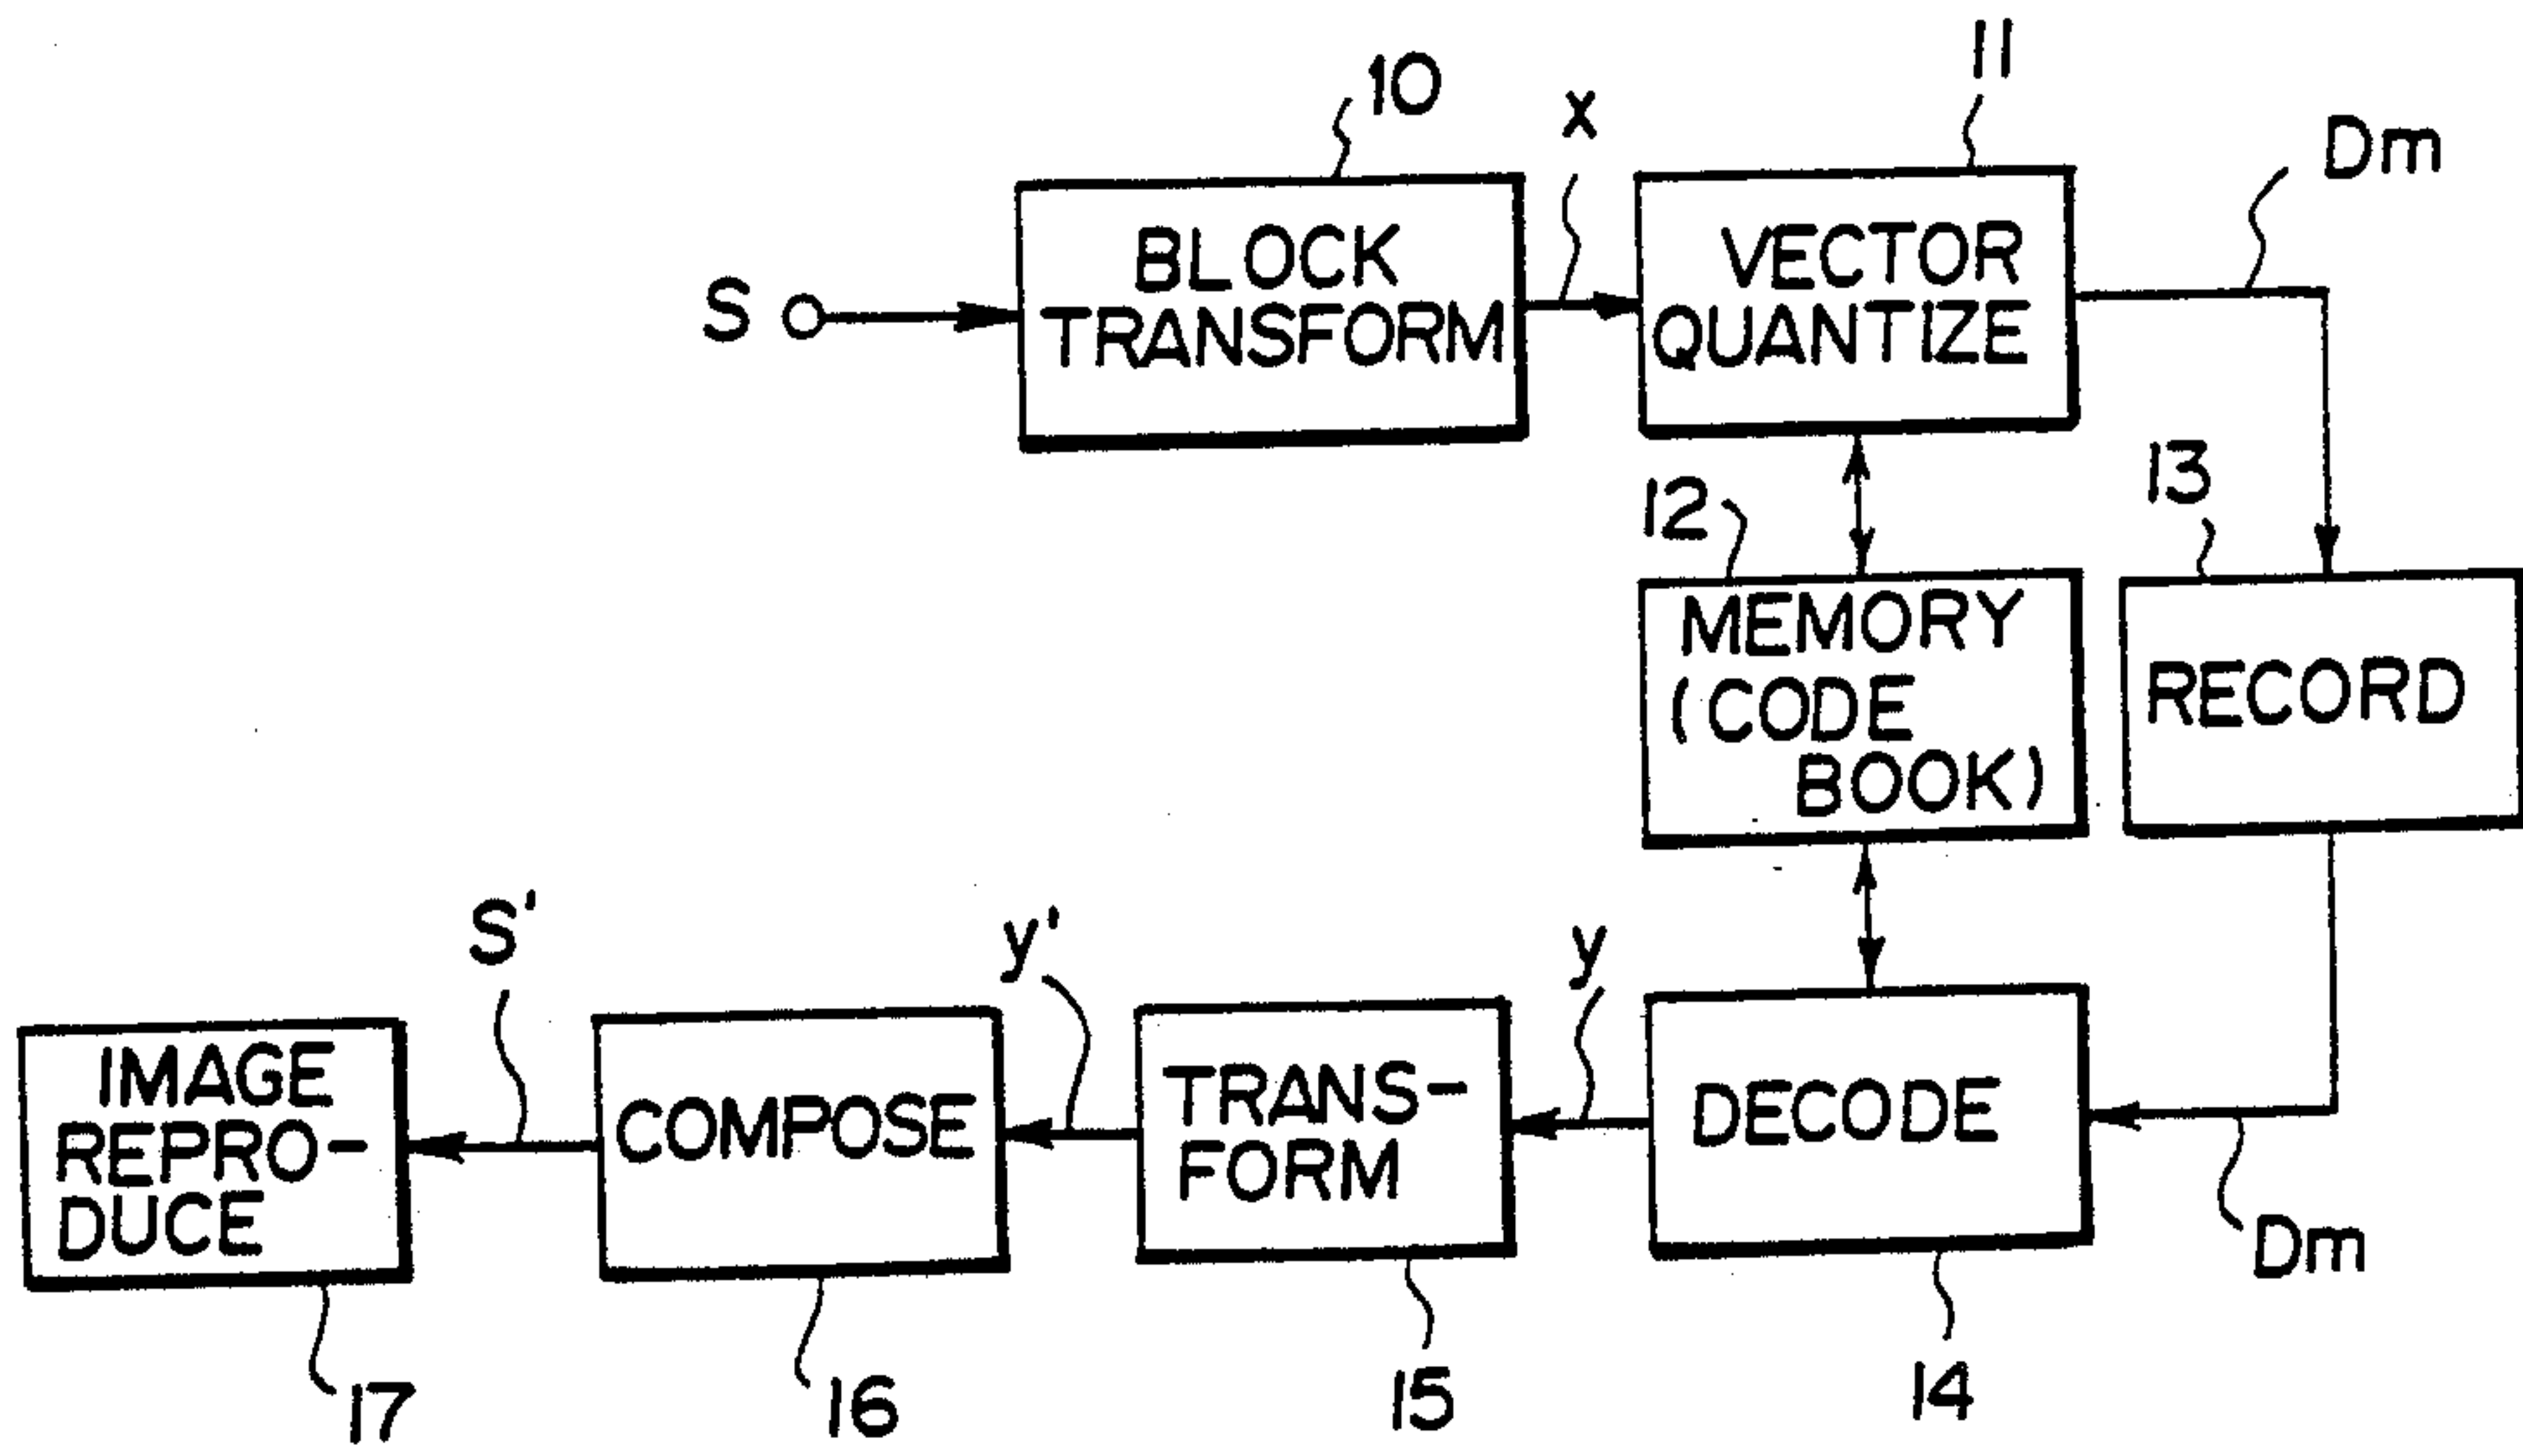 10
x
11
Dm
S
BLOCK
TRANSFORM
VECTOR
QUANTIZE
12
13
MEMORY
(CODE
BOOK)
RECORD
S'
y'
y
IMAGE
REPRO-
DUCE
COMPOSE
TRANS-
FORM
DECODE
Dm
17
16
15
14